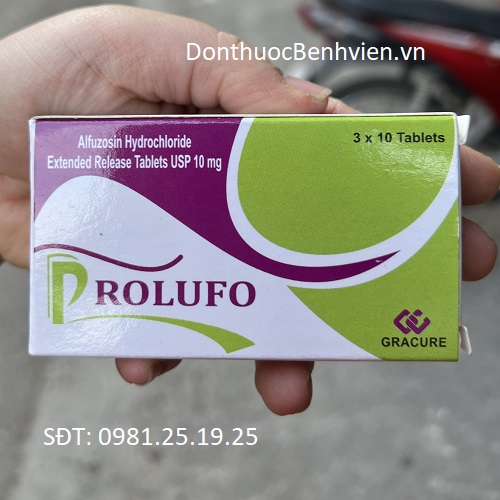 DonthuocBenhvien.vn
Alfuzosin Hydrochloride
Extended Release Tablets USP 10 mg
3 x 10 Tablets
PROLUFO
GRACURE
SĐT: 0981.25.19.25